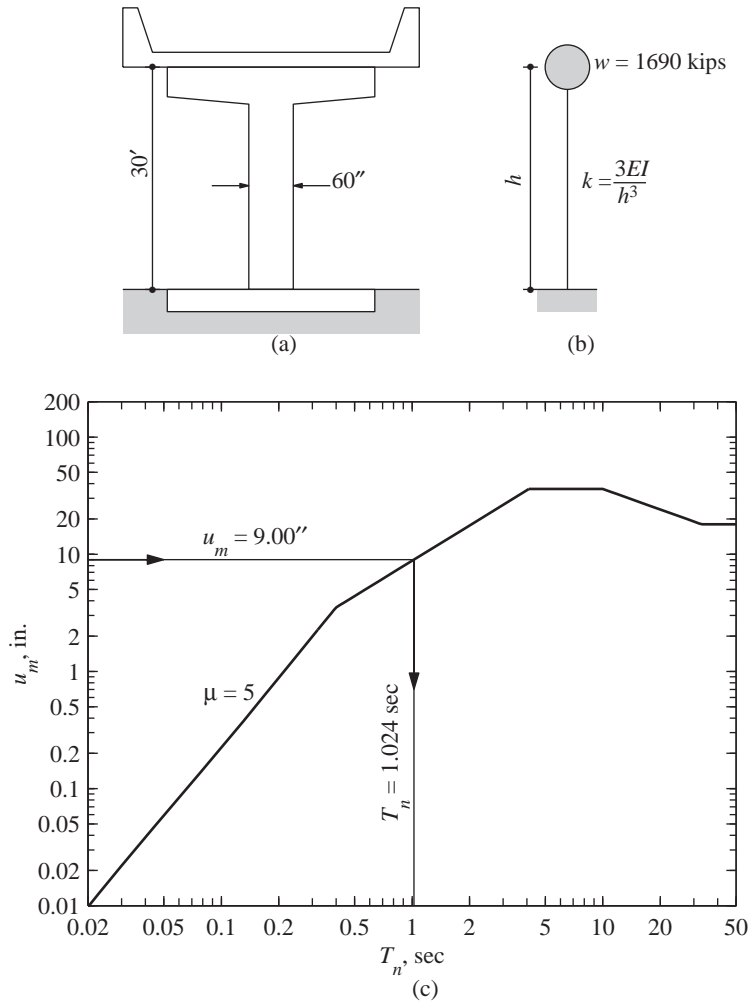 30′
60″
(a)
w = 1690 kips
h
k = 3EI
h³
(b)
200
100
50
20
10
5
2
1
0.5
0.2
0.1
0.05
0.02
0.01
u_m, in.
u_m = 9.00″
μ = 5
T_n = 1.024 sec
0.02 0.05 0.1 0.2 0.5 1 2 5 10 20 50
T_n, sec
(c)